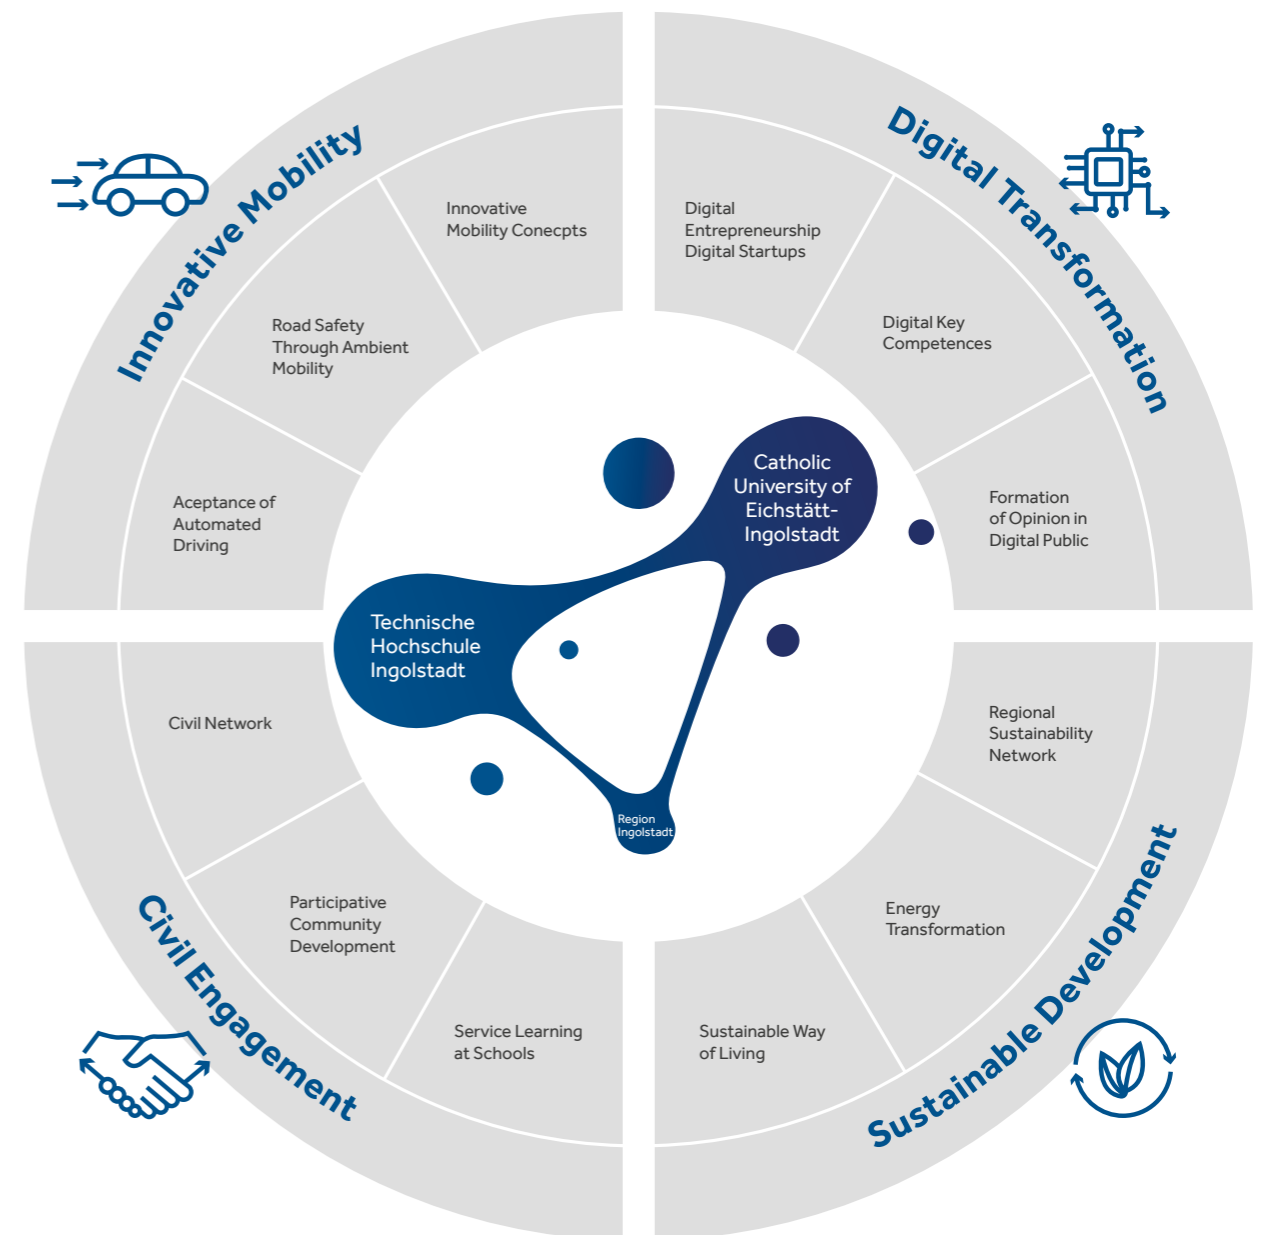 Innovative Mobility
Innovative
Mobility Conecpts
Road Safety
Through Ambient
Mobility
Aceptance of
Automated
Driving
Digital Transformation
Digital
Entrepreneurship
Digital Startups
Digital Key
Competences
Formation
of Opinion in
Digital Public
Catholic
University of
Eichstätt-
Ingolstadt
Technische
Hochschule
Ingolstadt
Region
Ingolstadt
Civil Engagement
Civil Network
Participative
Community
Development
Service Learning
at Schools
Sustainable Development
Regional
Sustainability
Network
Energy
Transformation
Sustainable Way
of Living